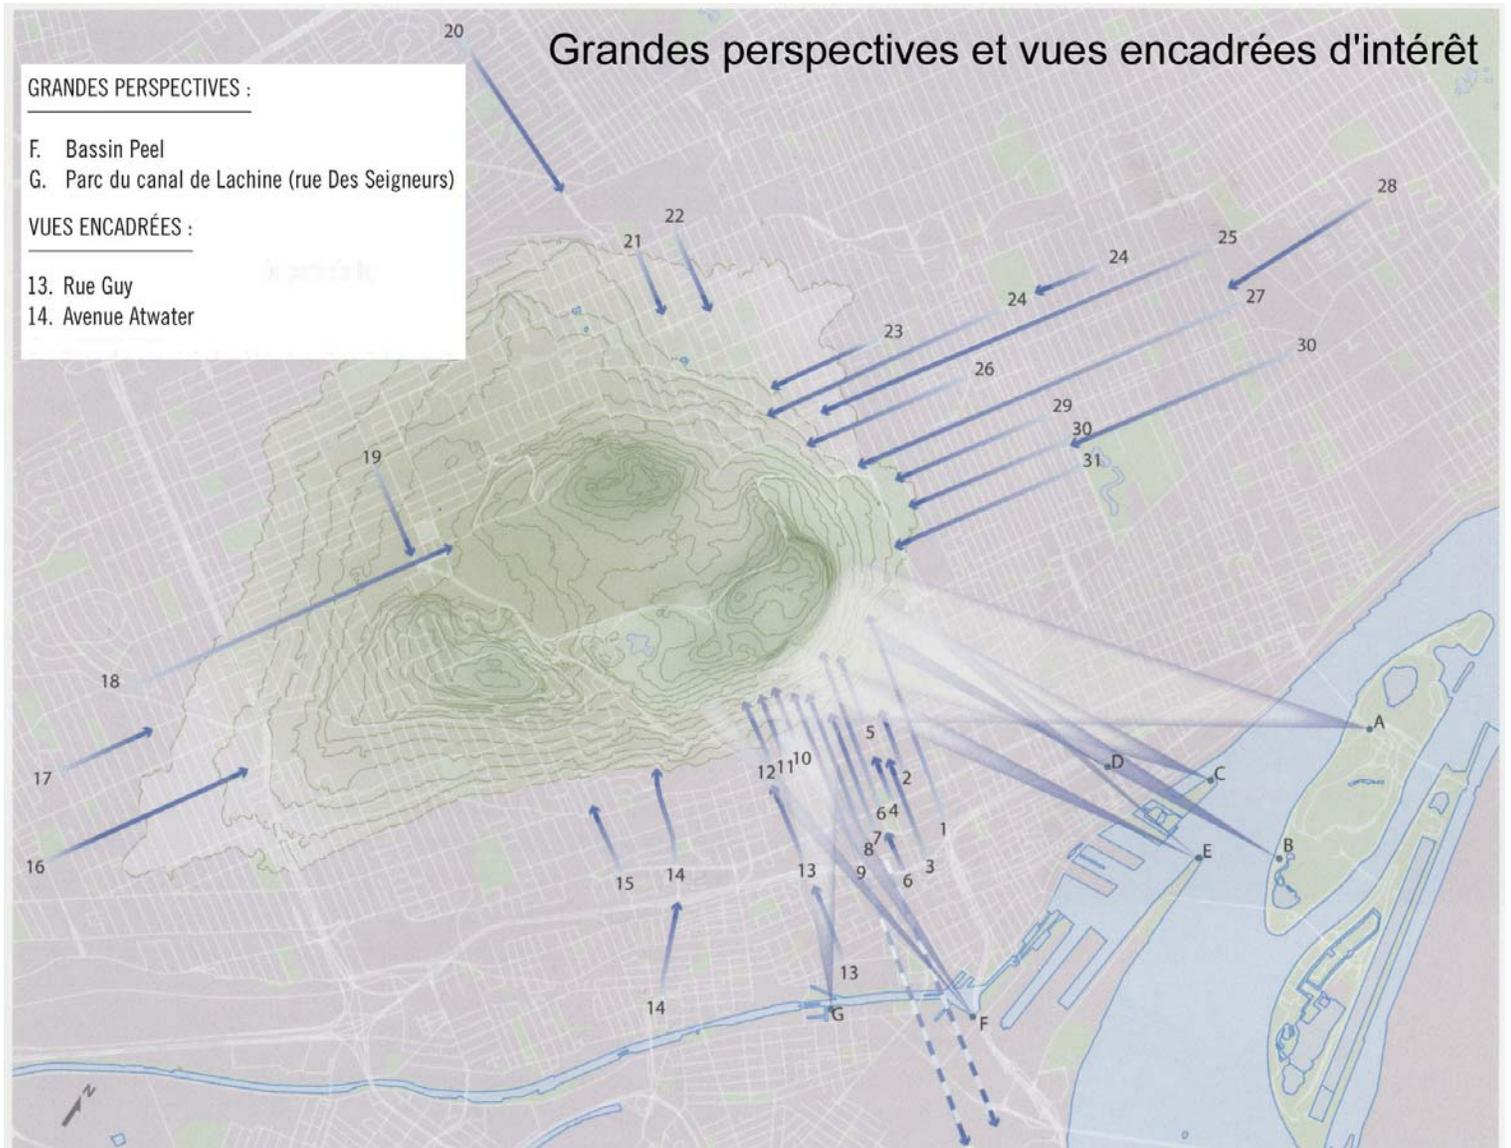 Grandes perspectives et vues encadrées d'intérêt
GRANDES PERSPECTIVES :
F. Bassin Peel
G. Parc du canal de Lachine (rue Des Seigneurs)
VUES ENCADRÉES :
13. Rue Guy
14. Avenue Atwater
20
28
22
21
25
24
27
24
23
30
26
29
30
31
19
18
A
5
10
11
12
D
C
17
2
6
4
1
7
8
E
B
16
3
9
13
14
15
6
13
14
G
F
N